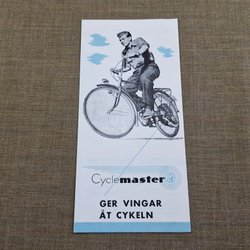 Cyclemaster
GER VINGAR
ÅT CYKELN